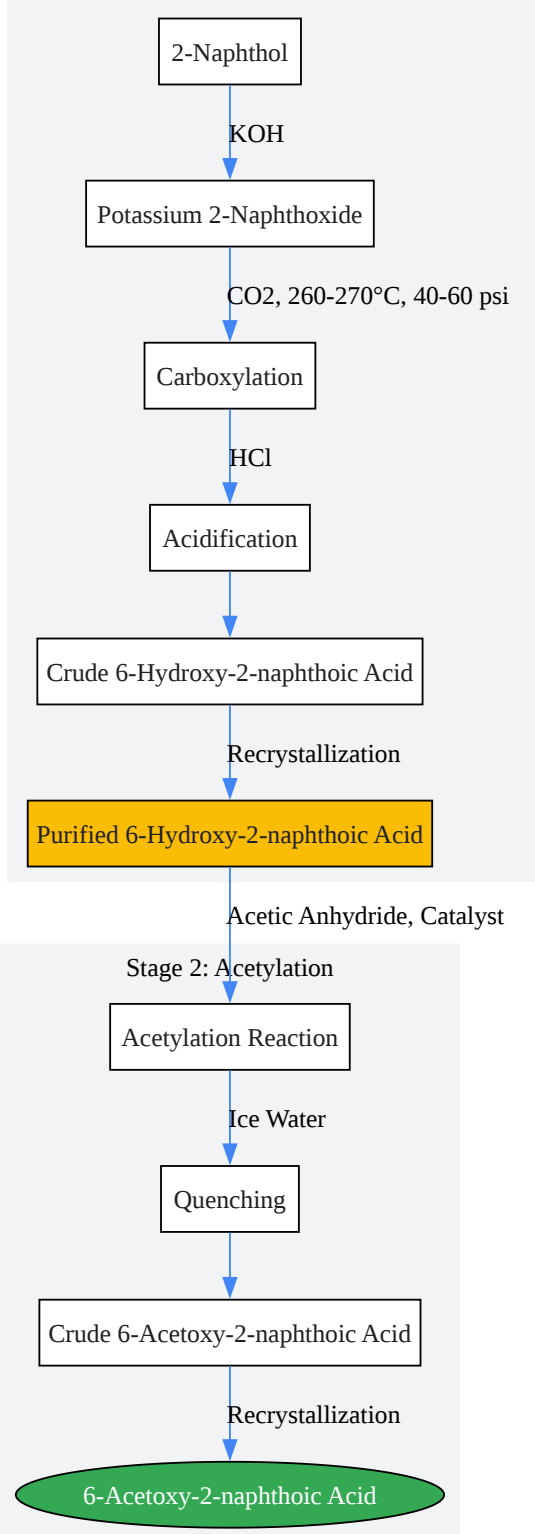 2-Naphthol
KOH
Potassium 2-Naphthoxide
CO2, 260-270°C, 40-60 psi
Carboxylation
HCl
Acidification
Crude 6-Hydroxy-2-naphthoic Acid
Recrystallization
Purified 6-Hydroxy-2-naphthoic Acid
Acetic Anhydride, Catalyst
Stage 2: Acetylation
Acetylation Reaction
Ice Water
Quenching
Crude 6-Acetoxy-2-naphthoic Acid
Recrystallization
6-Acetoxy-2-naphthoic Acid